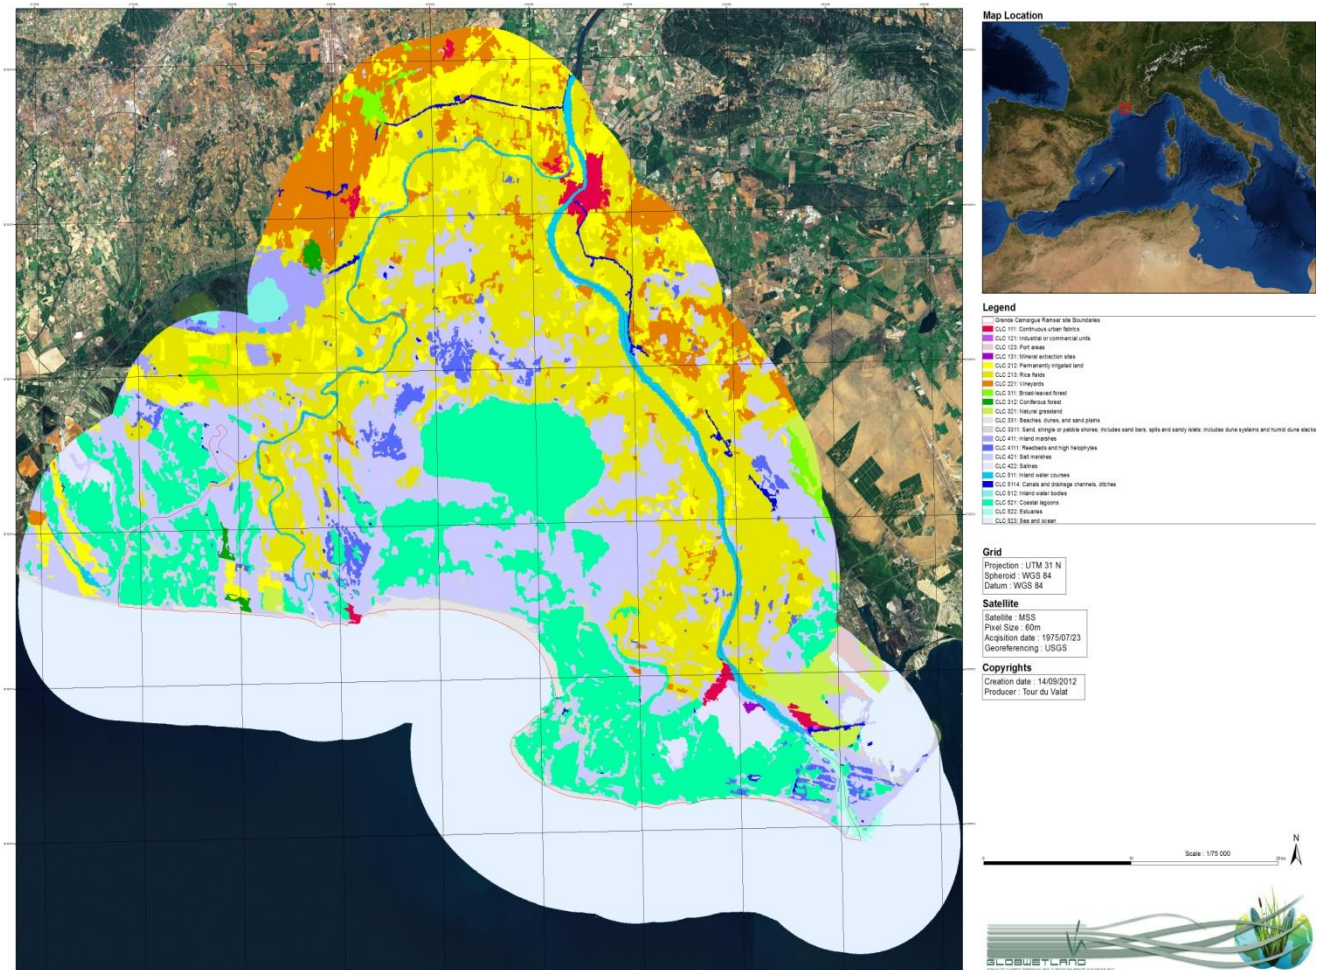 Map Location
Legend
Grande Camargue Ramsar site Boundaries
CLC 111: Continuous urban fabrics
CLC 121: Industrial or commercial units
CLC 123: Port areas
CLC 131: Mineral extraction sites
CLC 212: Permanently irrigated land
CLC 213: Rice fields
CLC 221: Vineyards
CLC 311: Broad-leaved forest
CLC 312: Coniferous forest
CLC 321: Natural grassland
CLC 331: Beaches, dunes, and sand plains
CLC 3311: Sand, shingle or pebble shores, includes sand bars, spits and sandy islets; includes dune systems and humid dune slacks
CLC 411: Inland marshes
CLC 4111: Reedbeds and high helophytes
CLC 421: Salt marshes
CLC 422: Salines
CLC 511: Inland water courses
CLC 5114: Canals and drainage channels, ditches
CLC 512: Inland water bodies
CLC 521: Coastal lagoons
CLC 522: Estuaries
CLC 523: Sea and ocean
Grid
Projection : UTM 31 N
Spheroid : WGS 84
Datum : WGS 84
Satellite
Satellite : MSS
Pixel Size : 60m
Acqisition date : 1975/07/23
Georeferencing : USGS
Copyrights
Creation date : 14/09/2012
Producer : Tour du Valat
N
Scale : 1/75 000
0 10 20 km
GLOBWETLAND